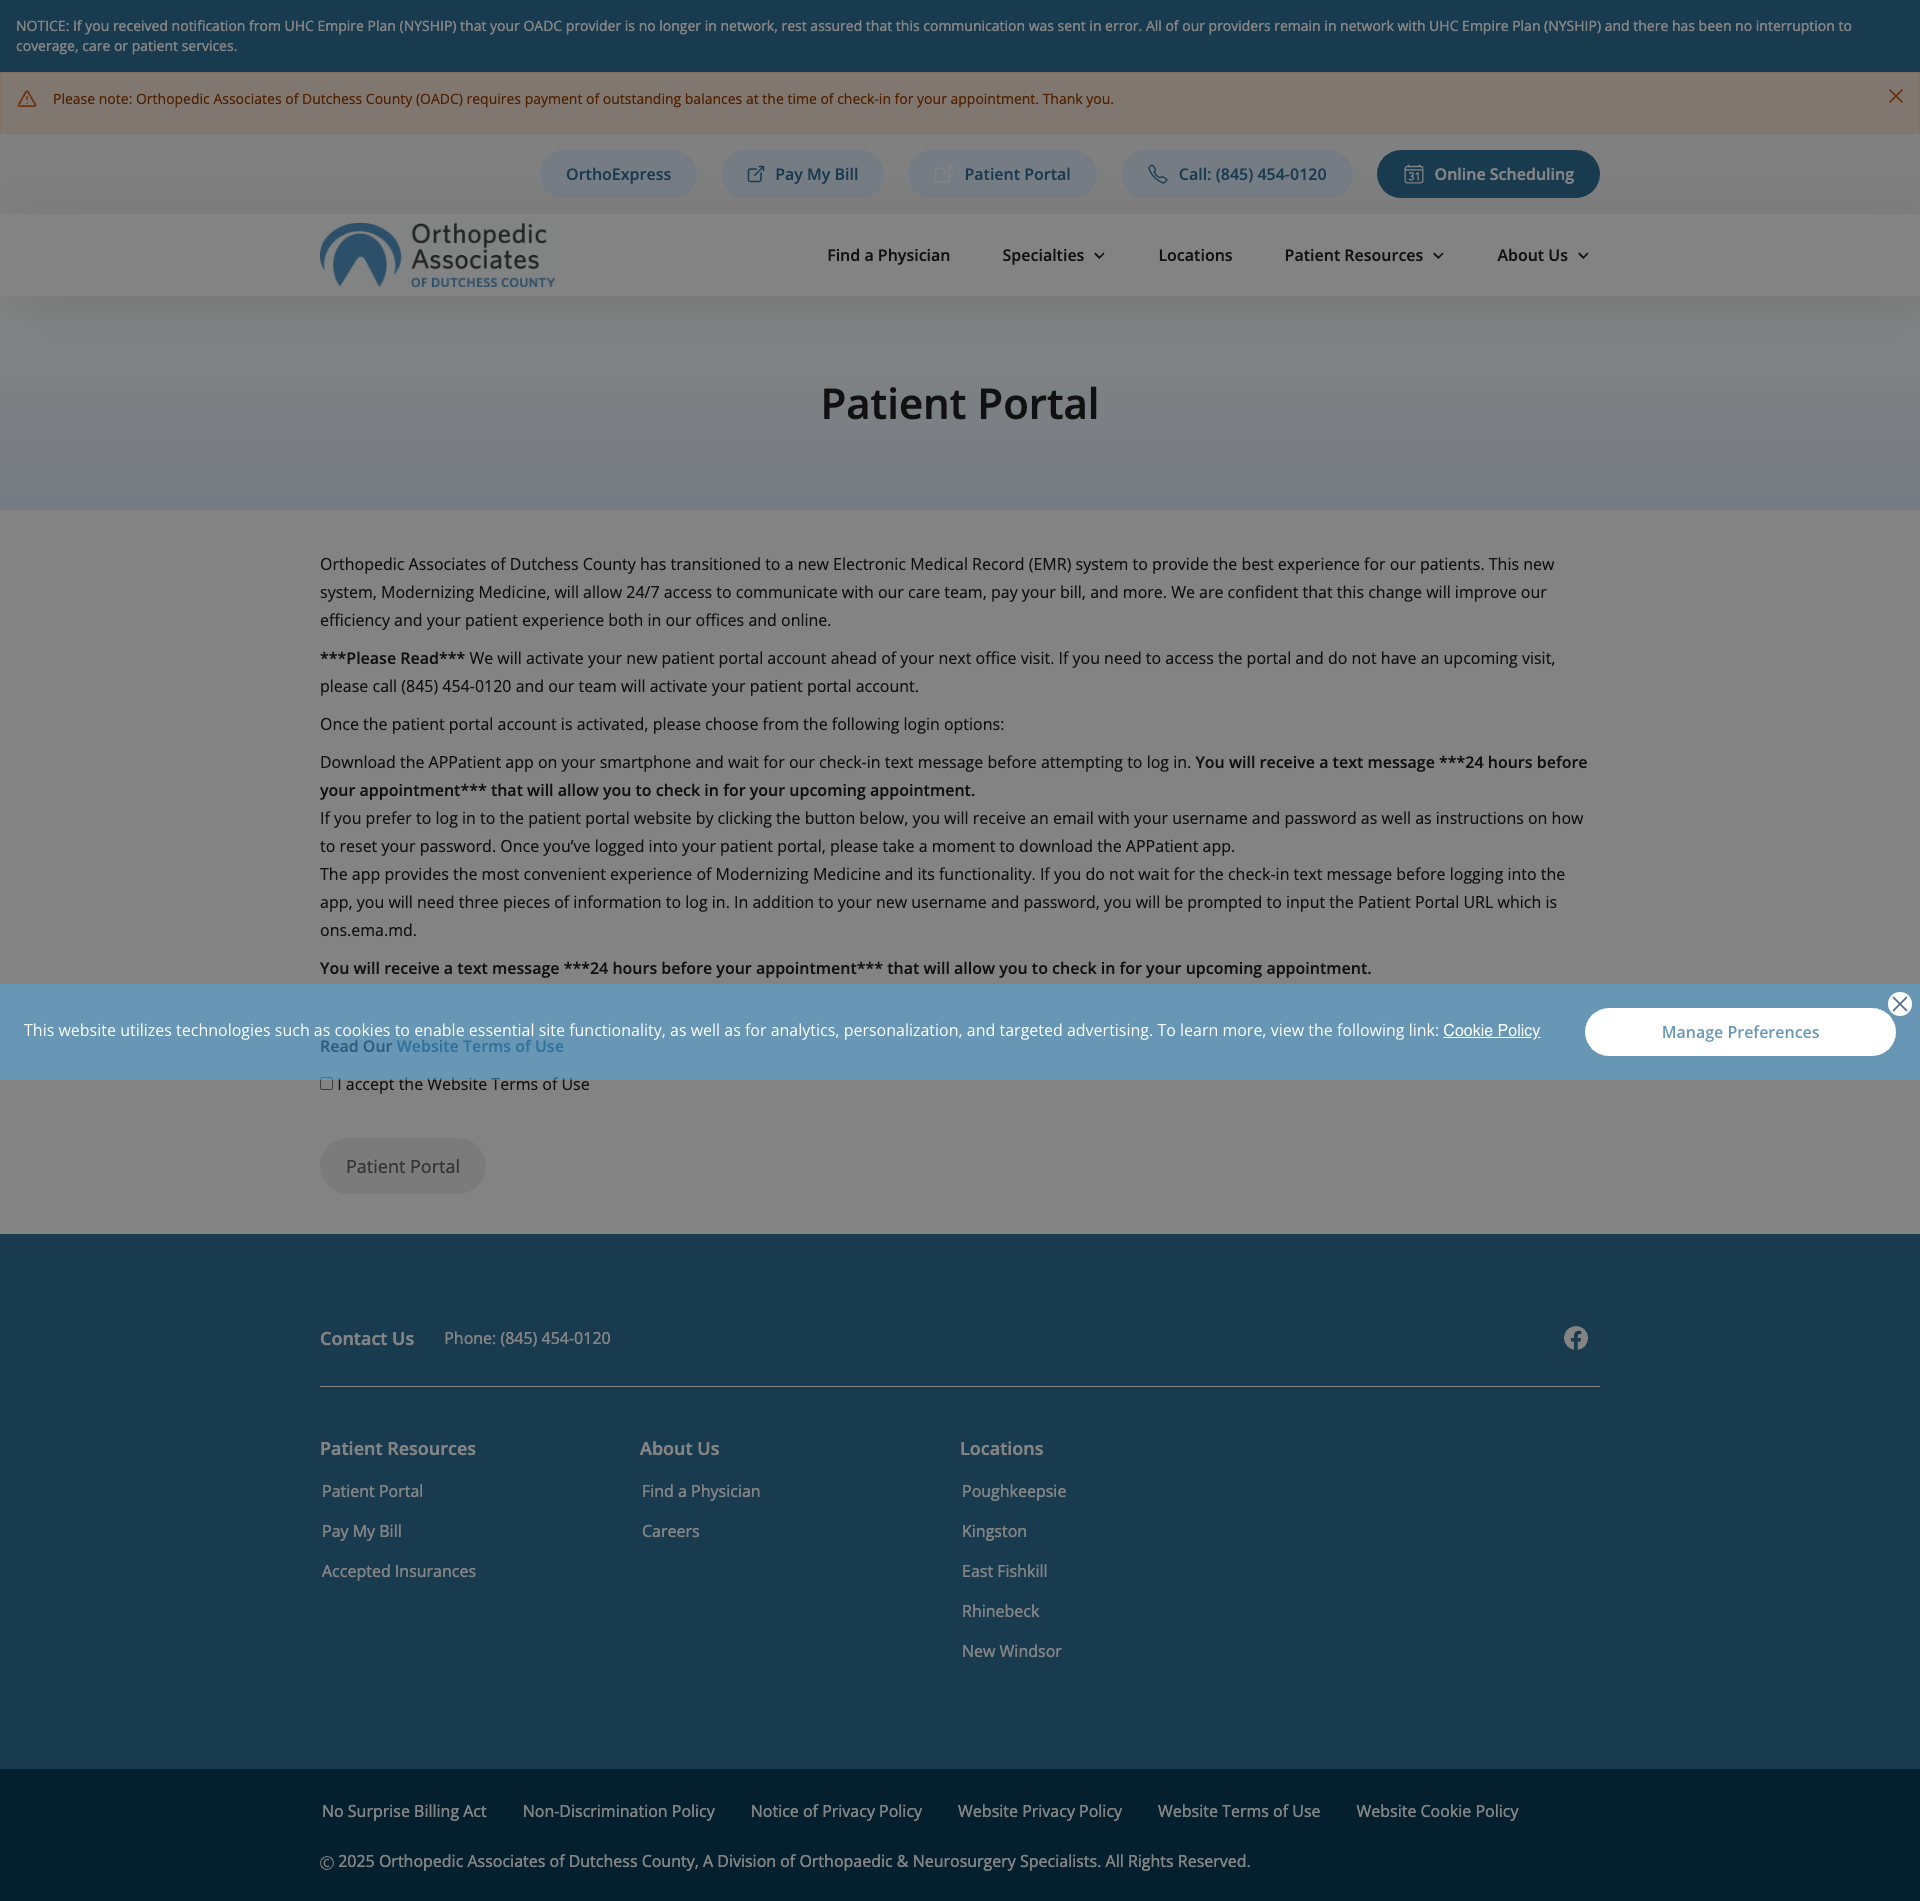 NOTICE: If you received notification from UHC Empire Plan (NYSHIP) that your OADC provider is no longer in network, rest assured that this communication was sent in error. All of our providers remain in network with UHC Empire Plan (NYSHIP) and there has been no interruption to
coverage, care or patient services.
Please note: Orthopedic Associates of Dutchess County (OADC) requires payment of outstanding balances at the time of check-in for your appointment. Thank you.
OrthoExpress
Pay My Bill
Patient Portal
Call: (845) 454-0120
31 Online Scheduling
Orthopedic
Associates
OF DUTCHESS COUNTY
Find a Physician
Specialties
Locations
Patient Resources
About Us
Patient Portal
Orthopedic Associates of Dutchess County has transitioned to a new Electronic Medical Record (EMR) system to provide the best experience for our patients. This new
system, Modernizing Medicine, will allow 24/7 access to communicate with our care team, pay your bill, and more. We are confident that this change will improve our
efficiency and your patient experience both in our offices and online.
***Please Read*** We will activate your new patient portal account ahead of your next office visit. If you need to access the portal and do not have an upcoming visit,
please call (845) 454-0120 and our team will activate your patient portal account.
Once the patient portal account is activated, please choose from the following login options:
Download the APPatient app on your smartphone and wait for our check-in text message before attempting to log in. You will receive a text message ***24 hours before
your appointment*** that will allow you to check in for your upcoming appointment.
If you prefer to log in to the patient portal website by clicking the button below, you will receive an email with your username and password as well as instructions on how
to reset your password. Once you’ve logged into your patient portal, please take a moment to download the APPatient app.
The app provides the most convenient experience of Modernizing Medicine and its functionality. If you do not wait for the check-in text message before logging into the
app, you will need three pieces of information to log in. In addition to your new username and password, you will be prompted to input the Patient Portal URL which is
ons.ema.md.
You will receive a text message ***24 hours before your appointment*** that will allow you to check in for your upcoming appointment.
This website utilizes technologies such as cookies to enable essential site functionality, as well as for analytics, personalization, and targeted advertising. To learn more, view the following link: Cookie Policy
Manage Preferences
Read Our Website Terms of Use
I accept the Website Terms of Use
Patient Portal
Contact Us
Phone: (845) 454-0120
Patient Resources
Patient Portal
Pay My Bill
Accepted Insurances
About Us
Find a Physician
Careers
Locations
Poughkeepsie
Kingston
East Fishkill
Rhinebeck
New Windsor
No Surprise Billing Act
Non-Discrimination Policy
Notice of Privacy Policy
Website Privacy Policy
Website Terms of Use
Website Cookie Policy
© 2025 Orthopedic Associates of Dutchess County, A Division of Orthopaedic & Neurosurgery Specialists. All Rights Reserved.